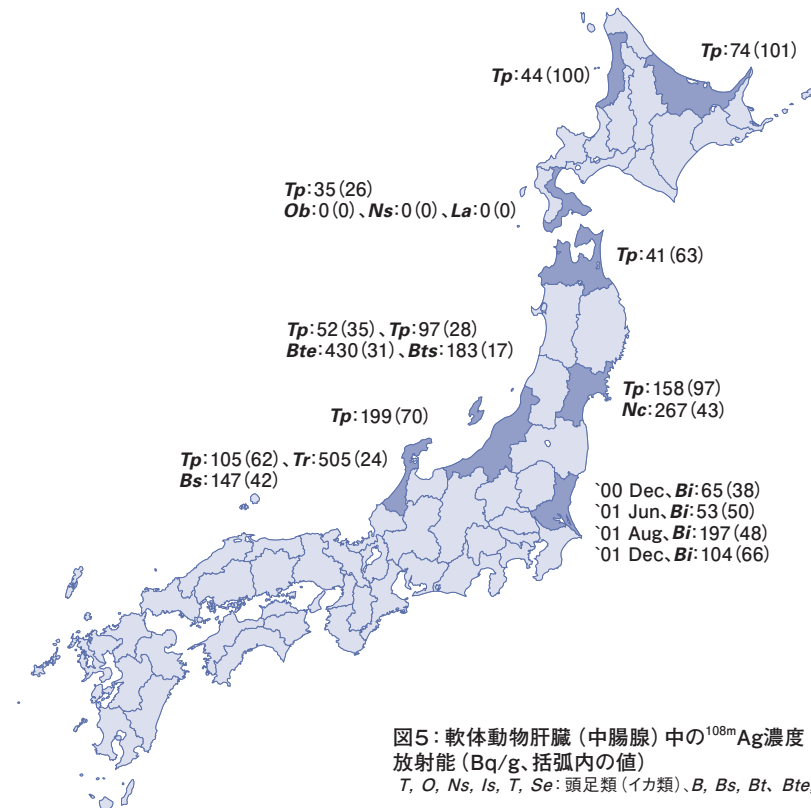 Tp:74(101)
Tp:44(100)
Tp:35(26)
Ob:0(0)、Ns:0(0)、La:0(0)
Tp:41(63)
Tp:52(35)、Tp:97(28)
Bte:430(31)、Bts:183(17)
Tp:158(97)
Nc:267(43)
Tp:199(70)
Tp:105(62)、Tr:505(24)
Bs:147(42)
`00 Dec、Bi:65(38)
`01 Jun、Bi:53(50)
`01 Aug、Bi:197(48)
`01 Dec、Bi:104(66)
図5:軟体動物肝臓(中腸腺)中の108mAg濃度
放射能(Bq/g、括弧内の値)
T, O, Ns, Is, T, Se:頭足類(イカ類)、B, Bs, Bt、Bte